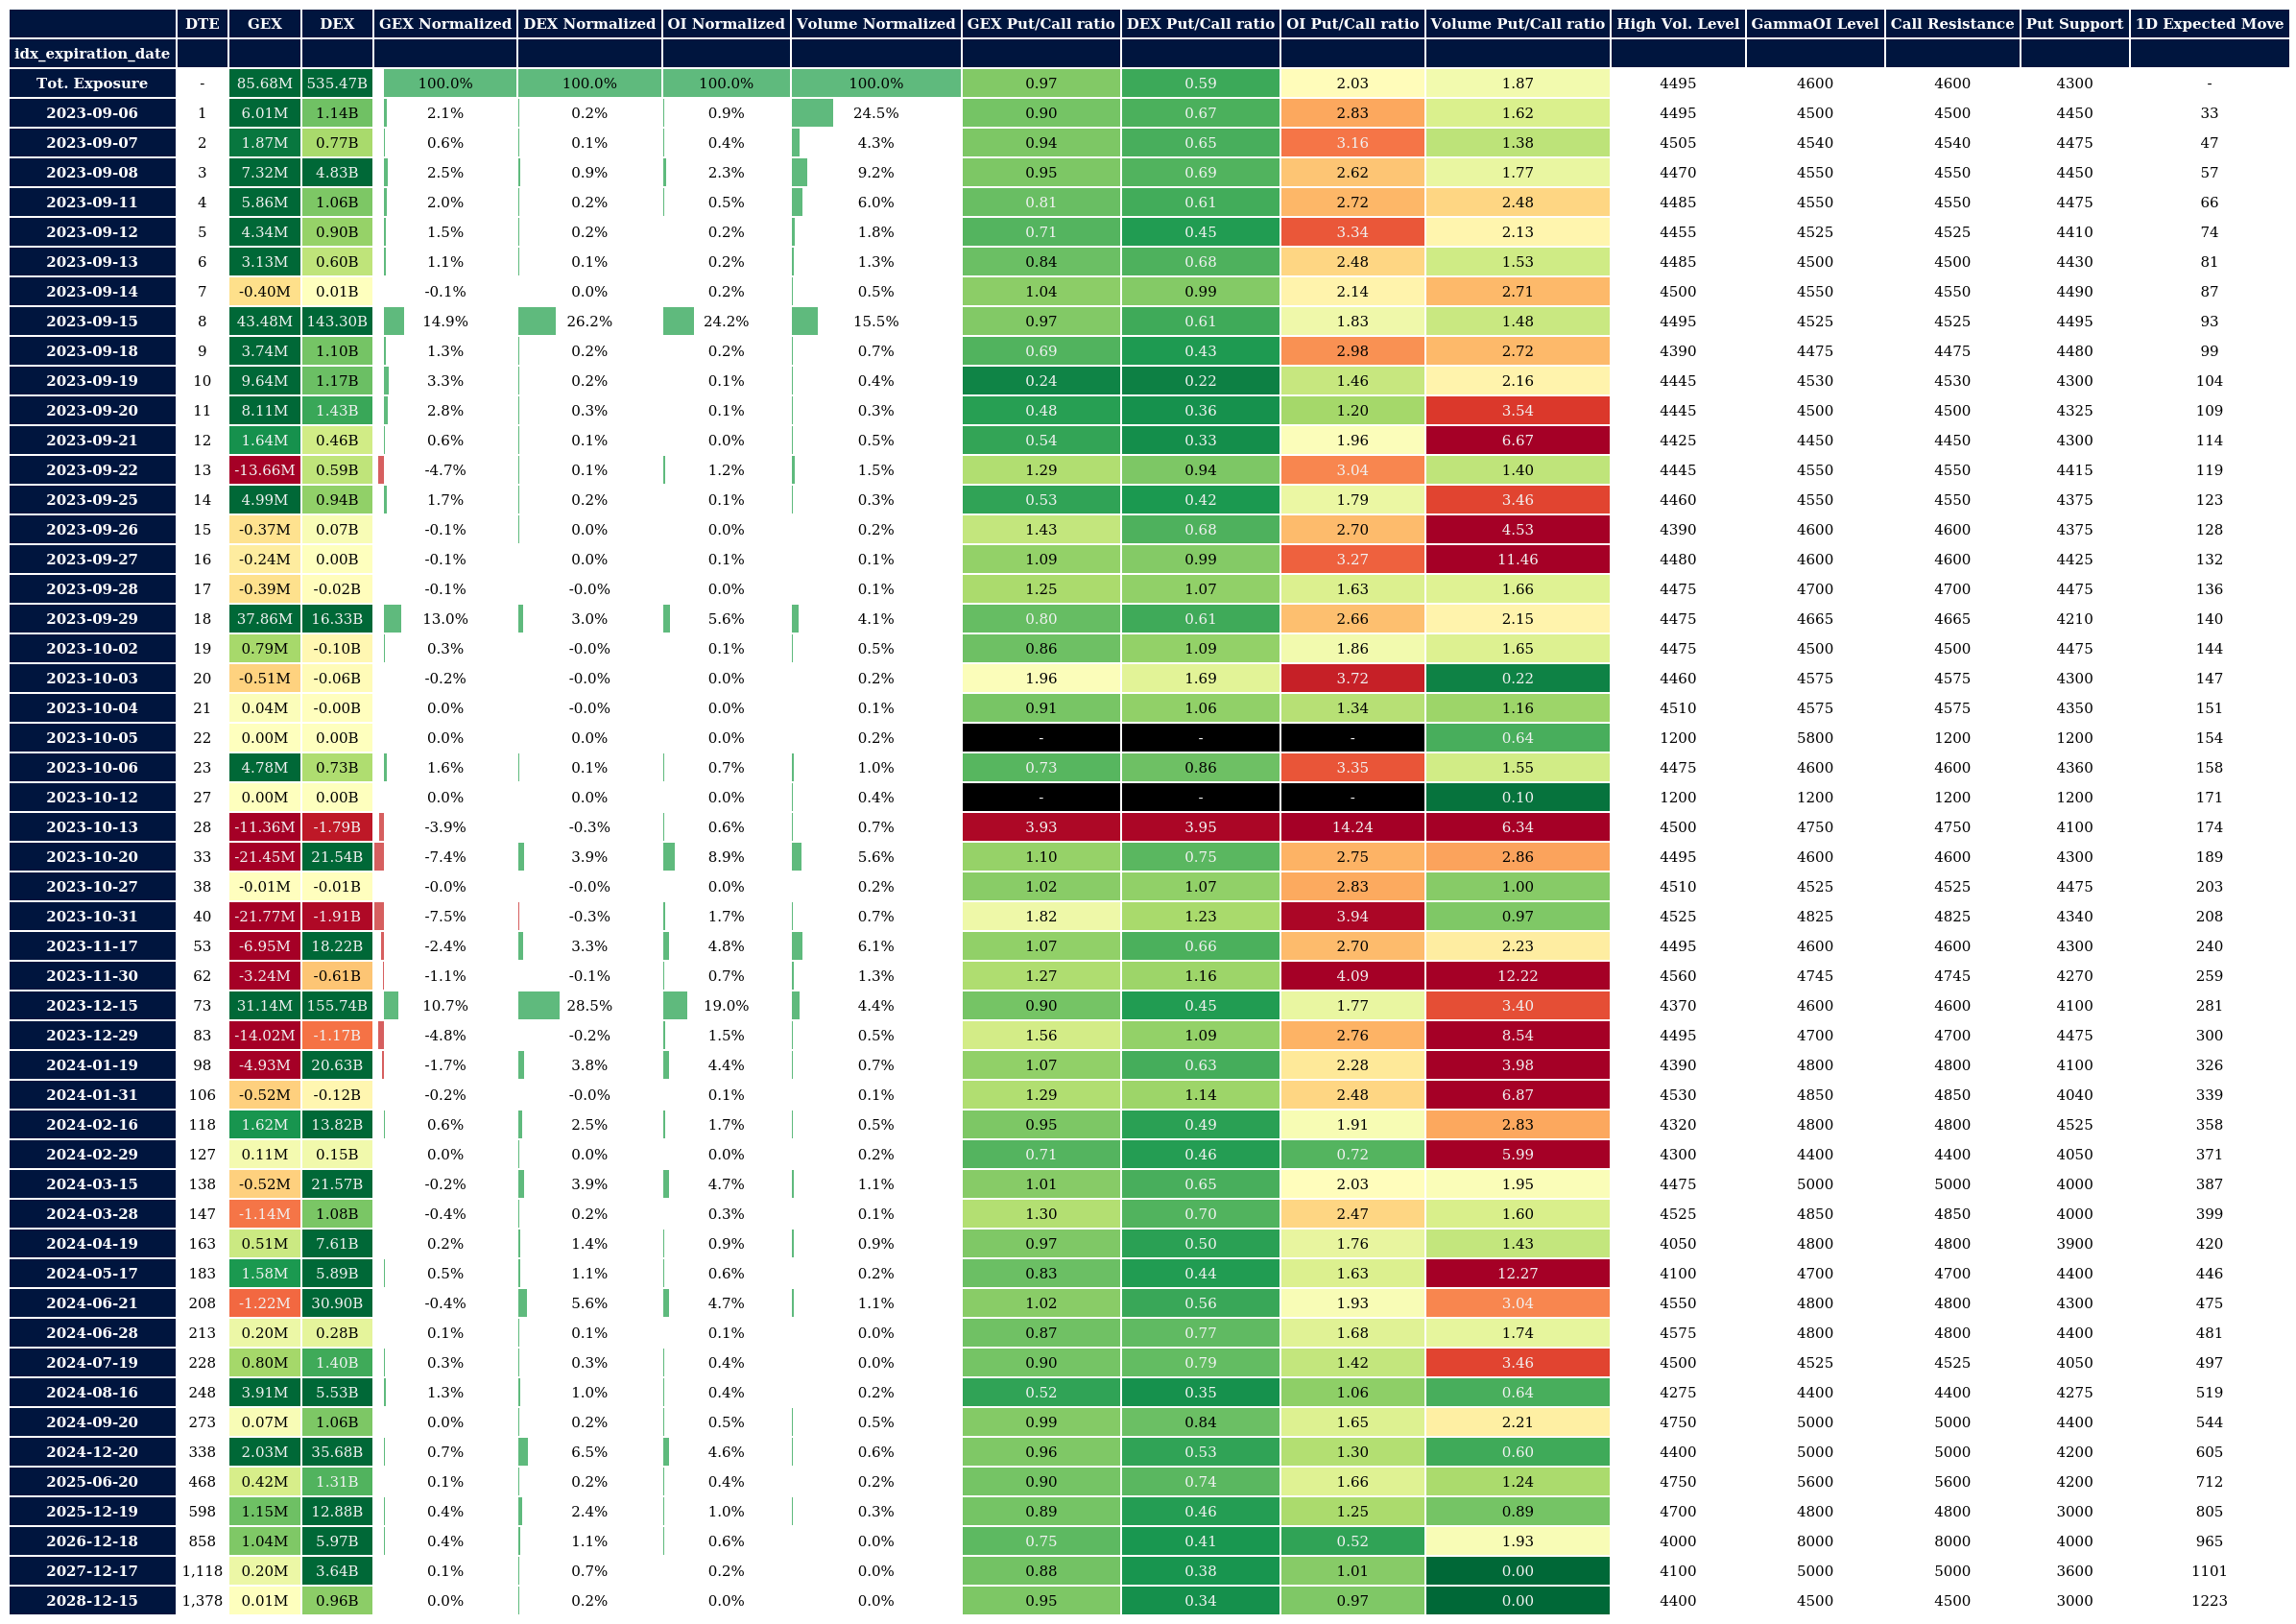 DTE GEX DEX GEX Normalized DEX Normalized OI Normalized Volume Normalized GEX Put/Call ratio DEX Put/Call ratio OI Put/Call ratio Volume Put/Call ratio High Vol. Level GammaOI Level Call Resistance Put Support 1D Expected Move
idx_expiration_date
Tot. Exposure - 85.68M 535.47B 100.0% 100.0% 100.0% 100.0% 0.97 0.59 2.03 1.87 4495 4600 4600 4300 -
2023-09-06 1 6.01M 1.14B 2.1% 0.2% 0.9% 24.5% 0.90 0.67 2.83 1.62 4495 4500 4500 4450 33
2023-09-07 2 1.87M 0.77B 0.6% 0.1% 0.4% 4.3% 0.94 0.65 3.16 1.38 4505 4540 4540 4475 47
2023-09-08 3 7.32M 4.83B 2.5% 0.9% 2.3% 9.2% 0.95 0.69 2.62 1.77 4470 4550 4550 4450 57
2023-09-11 4 5.86M 1.06B 2.0% 0.2% 0.5% 6.0% 0.81 0.61 2.72 2.48 4485 4550 4550 4475 66
2023-09-12 5 4.34M 0.90B 1.5% 0.2% 0.2% 1.8% 0.71 0.45 3.34 2.13 4455 4525 4525 4410 74
2023-09-13 6 3.13M 0.60B 1.1% 0.1% 0.2% 1.3% 0.84 0.68 2.48 1.53 4485 4500 4500 4430 81
2023-09-14 7 -0.40M 0.01B -0.1% 0.0% 0.2% 0.5% 1.04 0.99 2.14 2.71 4500 4550 4550 4490 87
2023-09-15 8 43.48M 143.30B 14.9% 26.2% 24.2% 15.5% 0.97 0.61 1.83 1.48 4495 4525 4525 4495 93
2023-09-18 9 3.74M 1.10B 1.3% 0.2% 0.2% 0.7% 0.69 0.43 2.98 2.72 4390 4475 4475 4480 99
2023-09-19 10 9.64M 1.17B 3.3% 0.2% 0.1% 0.4% 0.24 0.22 1.46 2.16 4445 4530 4530 4300 104
2023-09-20 11 8.11M 1.43B 2.8% 0.3% 0.1% 0.3% 0.48 0.36 1.20 3.54 4445 4500 4500 4325 109
2023-09-21 12 1.64M 0.46B 0.6% 0.1% 0.0% 0.5% 0.54 0.33 1.96 6.67 4425 4450 4450 4300 114
2023-09-22 13 -13.66M 0.59B -4.7% 0.1% 1.2% 1.5% 1.29 0.94 3.04 1.40 4445 4550 4550 4415 119
2023-09-25 14 4.99M 0.94B 1.7% 0.2% 0.1% 0.3% 0.53 0.42 1.79 3.46 4460 4550 4550 4375 123
2023-09-26 15 -0.37M 0.07B -0.1% 0.0% 0.0% 0.2% 1.43 0.68 2.70 4.53 4390 4600 4600 4375 128
2023-09-27 16 -0.24M 0.00B -0.1% 0.0% 0.1% 0.1% 1.09 0.99 3.27 11.46 4480 4600 4600 4425 132
2023-09-28 17 -0.39M -0.02B -0.1% -0.0% 0.0% 0.1% 1.25 1.07 1.63 1.66 4475 4700 4700 4475 136
2023-09-29 18 37.86M 16.33B 13.0% 3.0% 5.6% 4.1% 0.80 0.61 2.66 2.15 4475 4665 4665 4210 140
2023-10-02 19 0.79M -0.10B 0.3% -0.0% 0.1% 0.5% 0.86 1.09 1.86 1.65 4475 4500 4500 4475 144
2023-10-03 20 -0.51M -0.06B -0.2% -0.0% 0.0% 0.2% 1.96 1.69 3.72 0.22 4460 4575 4575 4300 147
2023-10-04 21 0.04M -0.00B 0.0% -0.0% 0.0% 0.1% 0.91 1.06 1.34 1.16 4510 4575 4575 4350 151
2023-10-05 22 0.00M 0.00B 0.0% 0.0% 0.0% 0.2% - - - 0.64 1200 5800 1200 1200 154
2023-10-06 23 4.78M 0.73B 1.6% 0.1% 0.7% 1.0% 0.73 0.86 3.35 1.55 4475 4600 4600 4360 158
2023-10-12 27 0.00M 0.00B 0.0% 0.0% 0.0% 0.4% - - - 0.10 1200 1200 1200 1200 171
2023-10-13 28 -11.36M -1.79B -3.9% -0.3% 0.6% 0.7% 3.93 3.95 14.24 6.34 4500 4750 4750 4100 174
2023-10-20 33 -21.45M 21.54B -7.4% 3.9% 8.9% 5.6% 1.10 0.75 2.75 2.86 4495 4600 4600 4300 189
2023-10-27 38 -0.01M -0.01B -0.0% -0.0% 0.0% 0.2% 1.02 1.07 2.83 1.00 4510 4525 4525 4475 203
2023-10-31 40 -21.77M -1.91B -7.5% -0.3% 1.7% 0.7% 1.82 1.23 3.94 0.97 4525 4825 4825 4340 208
2023-11-17 53 -6.95M 18.22B -2.4% 3.3% 4.8% 6.1% 1.07 0.66 2.70 2.23 4495 4600 4600 4300 240
2023-11-30 62 -3.24M -0.61B -1.1% -0.1% 0.7% 1.3% 1.27 1.16 4.09 12.22 4560 4745 4745 4270 259
2023-12-15 73 31.14M 155.74B 10.7% 28.5% 19.0% 4.4% 0.90 0.45 1.77 3.40 4370 4600 4600 4100 281
2023-12-29 83 -14.02M -1.17B -4.8% -0.2% 1.5% 0.5% 1.56 1.09 2.76 8.54 4495 4700 4700 4475 300
2024-01-19 98 -4.93M 20.63B -1.7% 3.8% 4.4% 0.7% 1.07 0.63 2.28 3.98 4390 4800 4800 4100 326
2024-01-31 106 -0.52M -0.12B -0.2% -0.0% 0.1% 0.1% 1.29 1.14 2.48 6.87 4530 4850 4850 4040 339
2024-02-16 118 1.62M 13.82B 0.6% 2.5% 1.7% 0.5% 0.95 0.49 1.91 2.83 4320 4800 4800 4525 358
2024-02-29 127 0.11M 0.15B 0.0% 0.0% 0.0% 0.2% 0.71 0.46 0.72 5.99 4300 4400 4400 4050 371
2024-03-15 138 -0.52M 21.57B -0.2% 3.9% 4.7% 1.1% 1.01 0.65 2.03 1.95 4475 5000 5000 4000 387
2024-03-28 147 -1.14M 1.08B -0.4% 0.2% 0.3% 0.1% 1.30 0.70 2.47 1.60 4525 4850 4850 4000 399
2024-04-19 163 0.51M 7.61B 0.2% 1.4% 0.9% 0.9% 0.97 0.50 1.76 1.43 4050 4800 4800 3900 420
2024-05-17 183 1.58M 5.89B 0.5% 1.1% 0.6% 0.2% 0.83 0.44 1.63 12.27 4100 4700 4700 4400 446
2024-06-21 208 -1.22M 30.90B -0.4% 5.6% 4.7% 1.1% 1.02 0.56 1.93 3.04 4550 4800 4800 4300 475
2024-06-28 213 0.20M 0.28B 0.1% 0.1% 0.1% 0.0% 0.87 0.77 1.68 1.74 4575 4800 4800 4400 481
2024-07-19 228 0.80M 1.40B 0.3% 0.3% 0.4% 0.0% 0.90 0.79 1.42 3.46 4500 4525 4525 4050 497
2024-08-16 248 3.91M 5.53B 1.3% 1.0% 0.4% 0.2% 0.52 0.35 1.06 0.64 4275 4400 4400 4275 519
2024-09-20 273 0.07M 1.06B 0.0% 0.2% 0.5% 0.5% 0.99 0.84 1.65 2.21 4750 5000 5000 4400 544
2024-12-20 338 2.03M 35.68B 0.7% 6.5% 4.6% 0.6% 0.96 0.53 1.30 0.60 4400 5000 5000 4200 605
2025-06-20 468 0.42M 1.31B 0.1% 0.2% 0.4% 0.2% 0.90 0.74 1.66 1.24 4750 5600 5600 4200 712
2025-12-19 598 1.15M 12.88B 0.4% 2.4% 1.0% 0.3% 0.89 0.46 1.25 0.89 4700 4800 4800 3000 805
2026-12-18 858 1.04M 5.97B 0.4% 1.1% 0.6% 0.0% 0.75 0.41 0.52 1.93 4000 8000 8000 4000 965
2027-12-17 1,118 0.20M 3.64B 0.1% 0.7% 0.2% 0.0% 0.88 0.38 1.01 0.00 4100 5000 5000 3600 1101
2028-12-15 1,378 0.01M 0.96B 0.0% 0.2% 0.0% 0.0% 0.95 0.34 0.97 0.00 4400 4500 4500 3000 1223